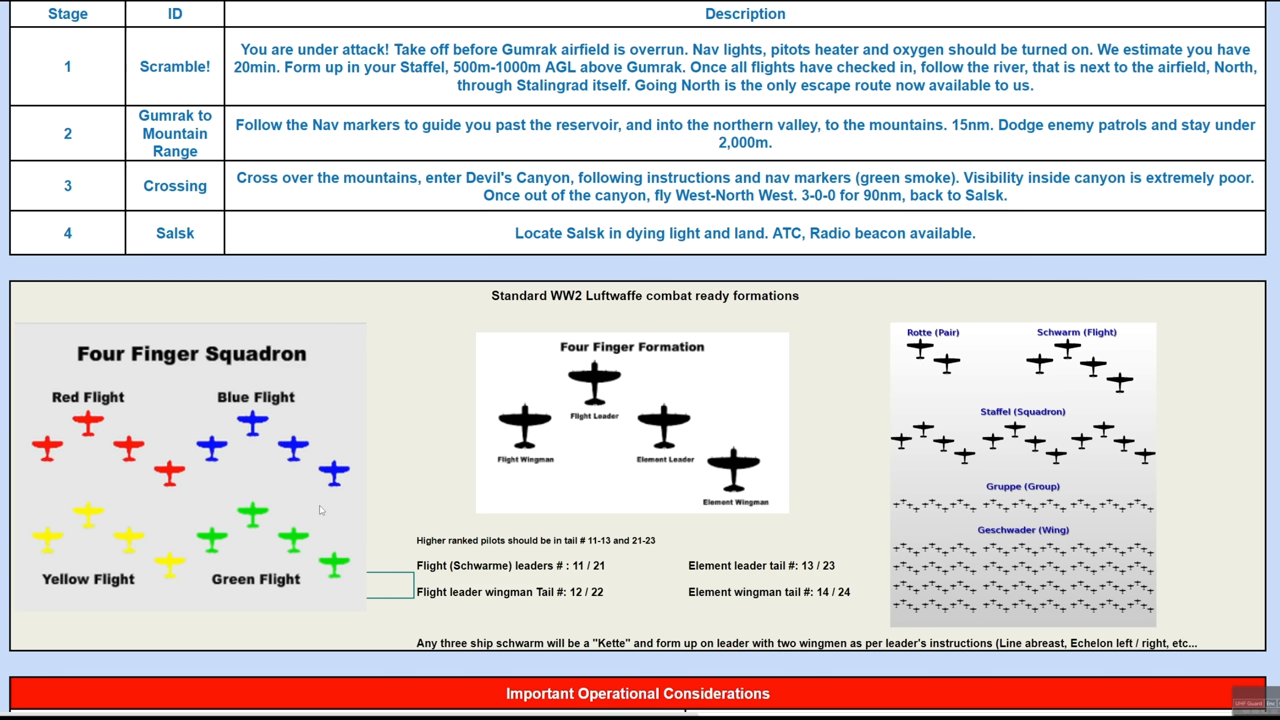 Stage ID Description
1 Scramble! You are under attack! Take off before Gumrak airfield is overrun. Nav lights, pitots heater and oxygen should be turned on. We estimate you have
20min. Form up in your Staffel, 500m-1000m AGL above Gumrak. Once all flights have checked in, follow the river, that is next to the airfield, North,
through Stalingrad itself. Going North is the only escape route now available to us.
2 Gumrak to
Mountain
Range
Follow the Nav markers to guide you past the reservoir, and into the northern valley, to the mountains. 15nm. Dodge enemy patrols and stay under
2,000m.
3 Crossing Cross over the mountains, enter Devil's Canyon, following instructions and nav markers (green smoke). Visibility inside canyon is extremely poor.
Once out of the canyon, fly West-North West. 3-0-0 for 90nm, back to Salsk.
4 Salsk Locate Salsk in dying light and land. ATC, Radio beacon available.
Standard WW2 Luftwaffe combat ready formations
Four Finger Squadron
Red Flight Blue Flight
Yellow Flight Green Flight
Four Finger Formation
Flight Leader
Flight Wingman Element Leader
Element Wingman
Rotte (Pair) Schwarm (Flight)
Staffel (Squadron)
Gruppe (Group)
Geschwader (Wing)
Higher ranked pilots should be in tail # 11-13 and 21-23
Flight (Schwarme) leaders # : 11 / 21 Element leader tail #: 13 / 23
Flight leader wingman Tail #: 12 / 22 Element wingman tail #: 14 / 24
Any three ship schwarm will be a "Kette" and form up on leader with two wingmen as per leader's instructions (Line abreast, Echelon left / right, etc...
Important Operational Considerations
UHF Guard